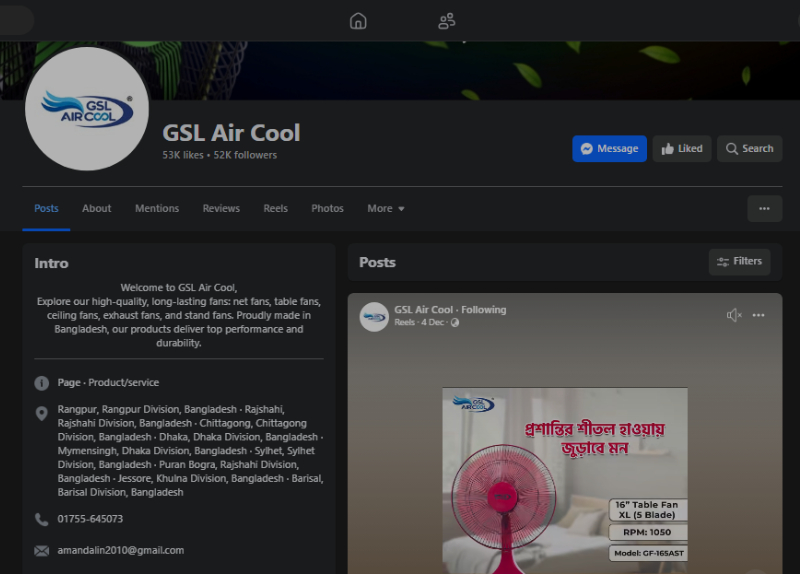 GSL
AIR COOL
®
GSL Air Cool
53K likes • 52K followers
Message
Liked
Search
Posts
About
Mentions
Reviews
Reels
Photos
More
Intro
Welcome to GSL Air Cool,
Explore our high-quality, long-lasting fans: net fans, table fans,
ceiling fans, exhaust fans, and stand fans. Proudly made in
Bangladesh, our products deliver top performance and
durability.
Page · Product/service
Rangpur, Rangpur Division, Bangladesh · Rajshahi,
Rajshahi Division, Bangladesh · Chittagong, Chittagong
Division, Bangladesh · Dhaka, Dhaka Division, Bangladesh ·
Mymensingh, Dhaka Division, Bangladesh · Sylhet, Sylhet
Division, Bangladesh · Puran Bogra, Rajshahi Division,
Bangladesh · Jessore, Khulna Division, Bangladesh · Barisal,
Barisal Division, Bangladesh
01755-645073
amandalin2010@gmail.com
Posts
Filters
GSL Air Cool · Following
Reels · 4 Dec ·
GSL
AIR COOL
প্রশান্তির শীতল হাওয়ায়
জুড়াবে মন
16" Table Fan
XL (5 Blade)
RPM: 1050
Model: GF-165AST